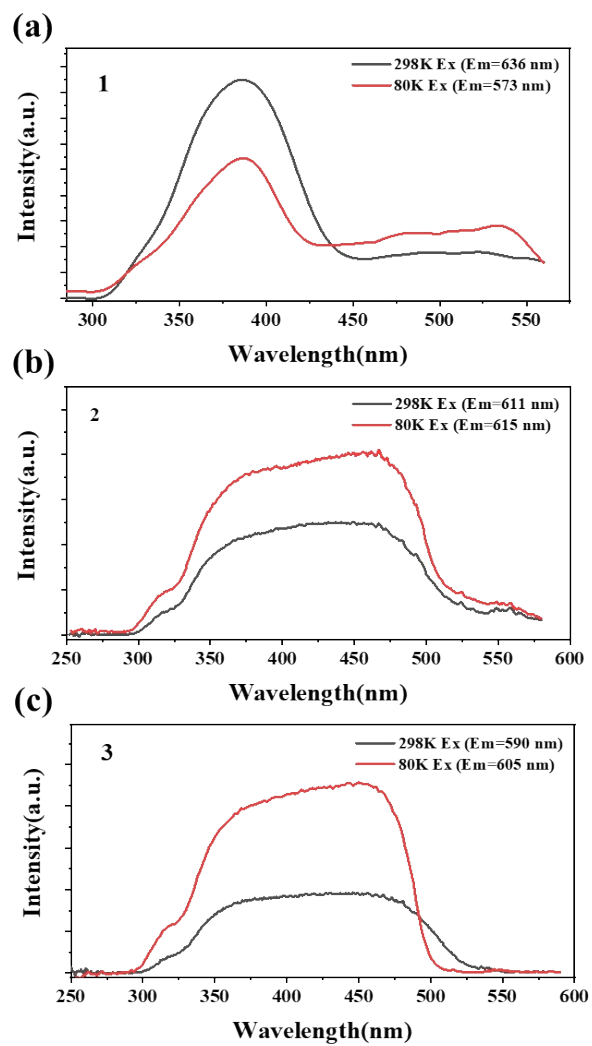 (a)
1
298K Ex (Em=636 nm)
80K Ex (Em=573 nm)
Intensity(a.u.)
300 350 400 450 500 550
Wavelength(nm)
(b)
2
298K Ex (Em=611 nm)
80K Ex (Em=615 nm)
Intensity(a.u.)
250 300 350 400 450 500 550 600
Wavelength(nm)
(c)
3
298K Ex (Em=590 nm)
80K Ex (Em=605 nm)
Intensity(a.u.)
250 300 350 400 450 500 550 600
Wavelength(nm)